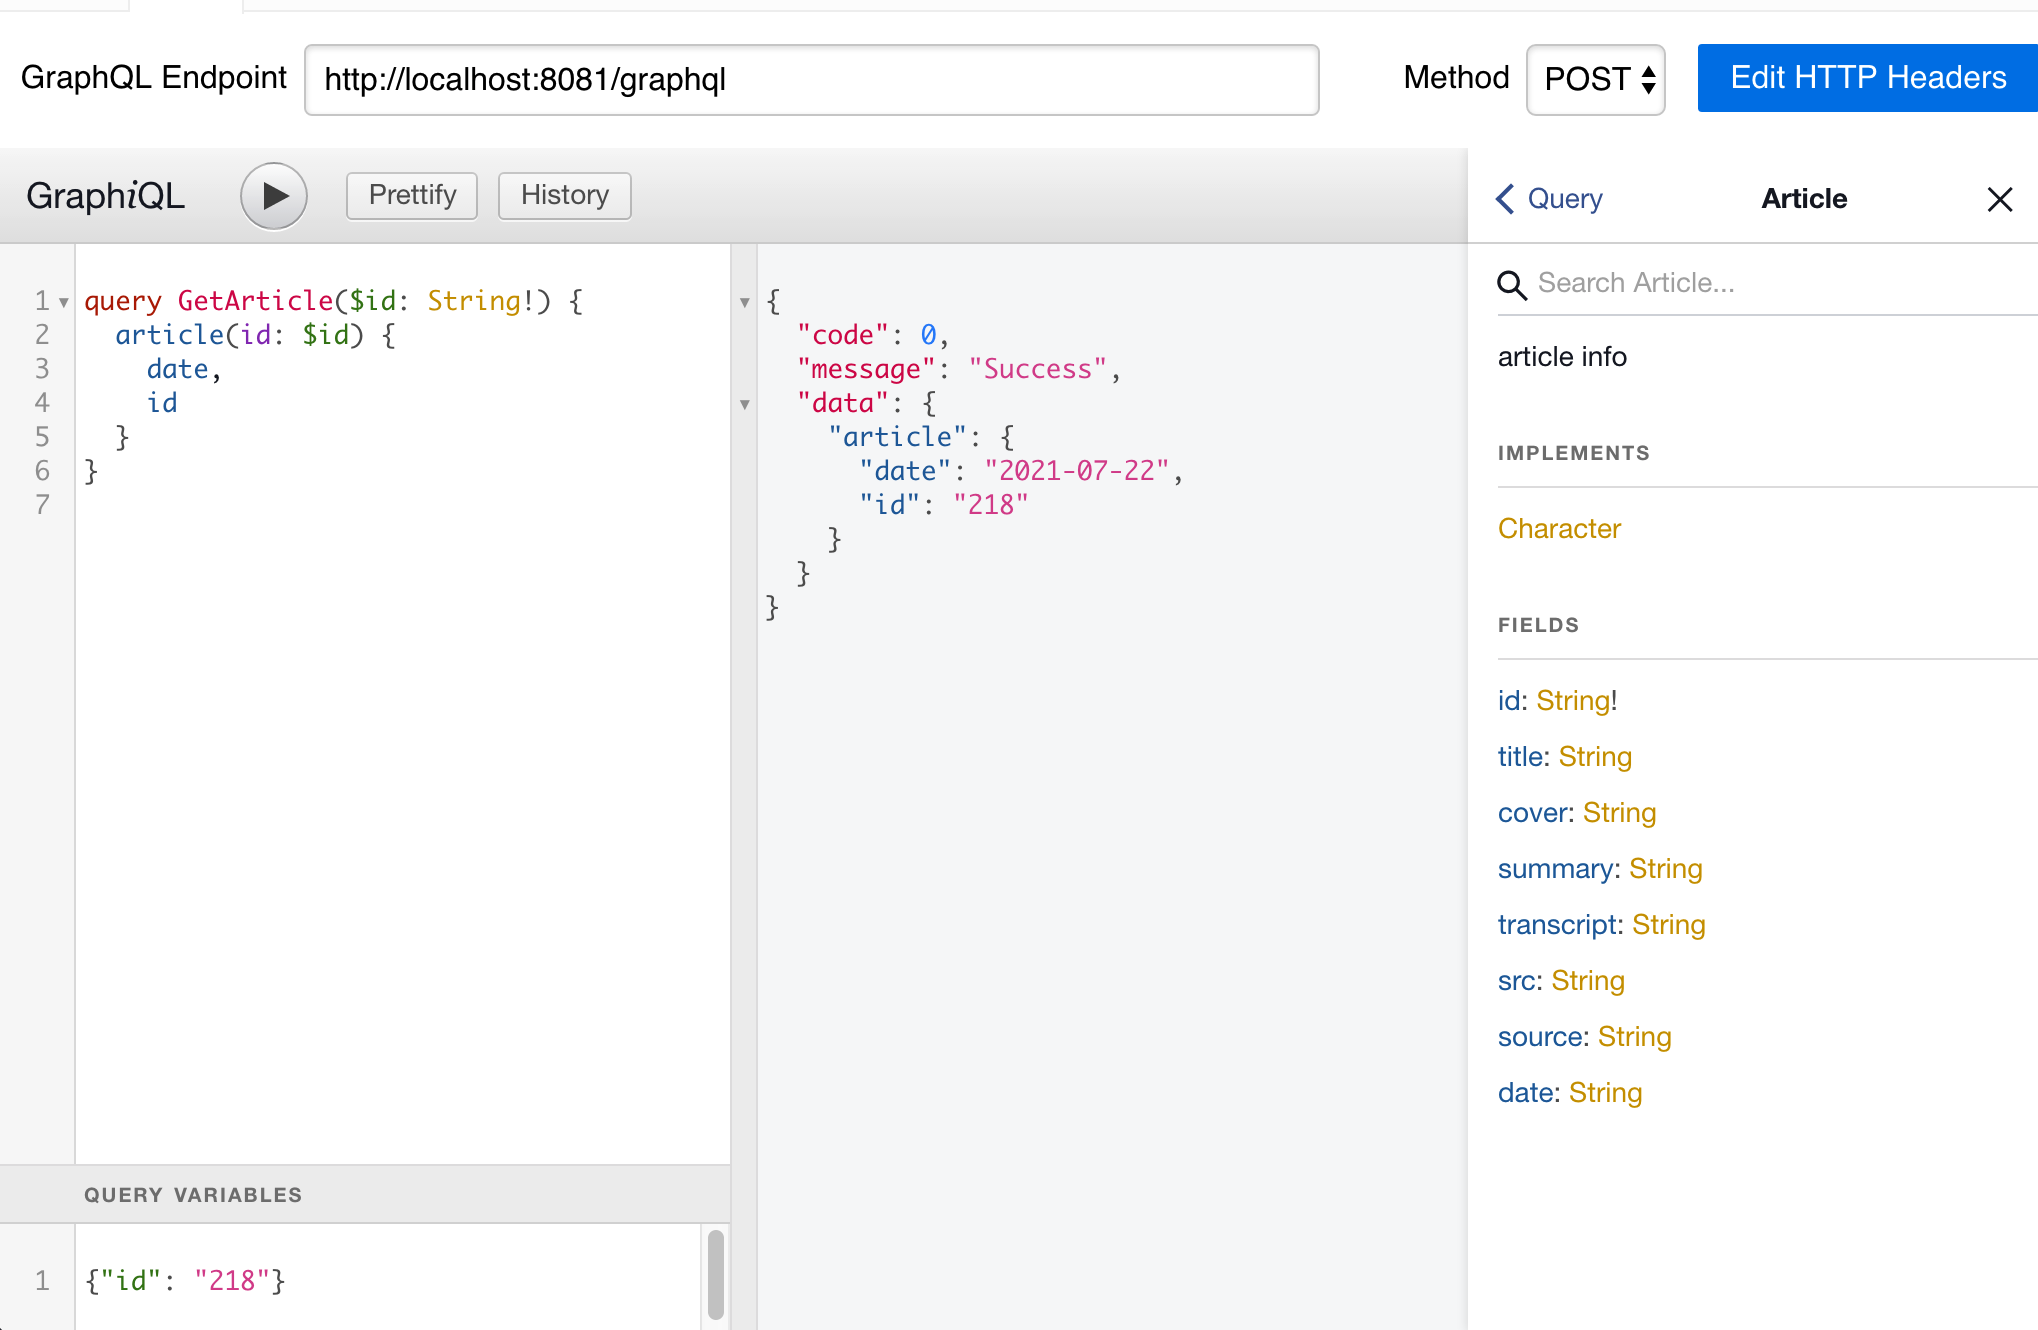 GraphQL Endpoint http://localhost:8081/graphql Method POST Edit HTTP Headers
GraphiQL Prettify History
1 query GetArticle($id: String!) {
2 article(id: $id) {
3 date,
4 id
5 }
6 }
7
QUERY VARIABLES
1 {"id": "218"}
{
"code": 0,
"message": "Success",
"data": {
"article": {
"date": "2021-07-22",
"id": "218"
}
}
}
Query Article
Search Article...
article info
IMPLEMENTS
Character
FIELDS
id: String!
title: String
cover: String
summary: String
transcript: String
src: String
source: String
date: String